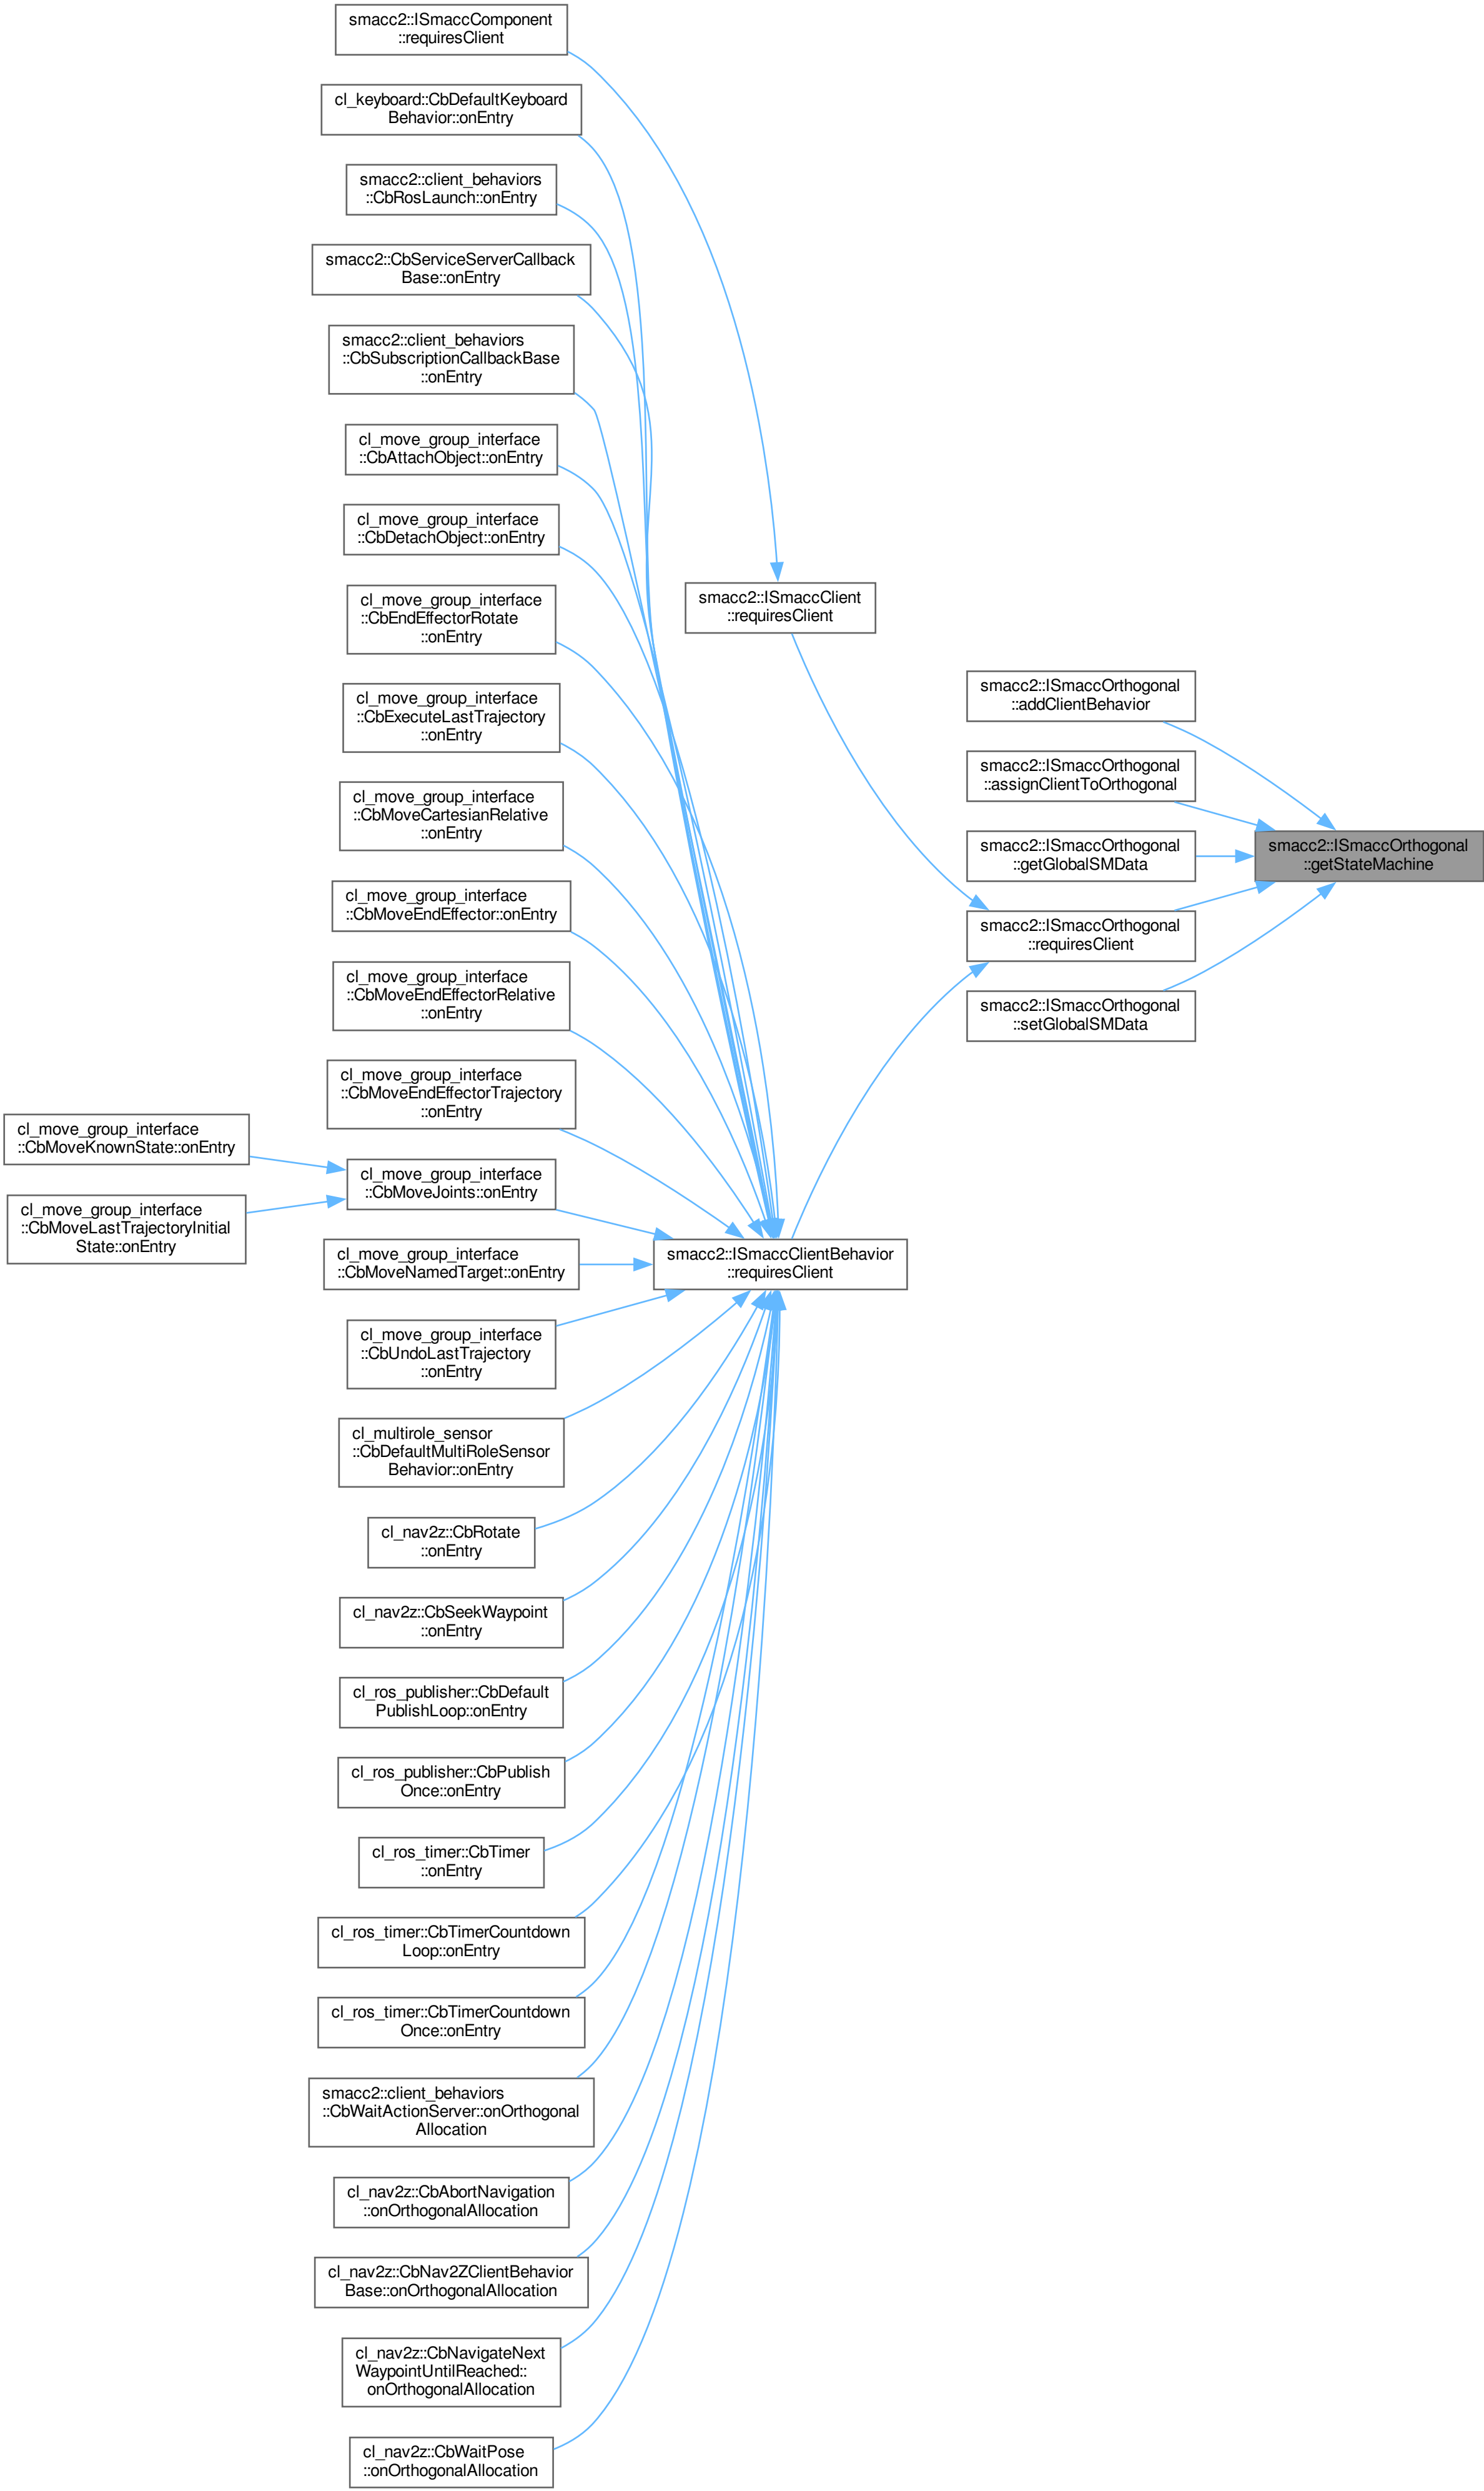 smacc2::ISmaccComponent
::requiresClient
cl_keyboard::CbDefaultKeyboard
Behavior::onEntry
smacc2::client_behaviors
::CbRosLaunch::onEntry
smacc2::CbServiceServerCallback
Base::onEntry
smacc2::client_behaviors
::CbSubscriptionCallbackBase
::onEntry
cl_move_group_interface
::CbAttachObject::onEntry
cl_move_group_interface
::CbDetachObject::onEntry
cl_move_group_interface
::CbEndEffectorRotate
::onEntry
cl_move_group_interface
::CbExecuteLastTrajectory
::onEntry
cl_move_group_interface
::CbMoveCartesianRelative
::onEntry
cl_move_group_interface
::CbMoveEndEffector::onEntry
cl_move_group_interface
::CbMoveEndEffectorRelative
::onEntry
cl_move_group_interface
::CbMoveEndEffectorTrajectory
::onEntry
cl_move_group_interface
::CbMoveKnownState::onEntry
cl_move_group_interface
::CbMoveLastTrajectoryInitial
State::onEntry
cl_move_group_interface
::CbMoveJoints::onEntry
cl_move_group_interface
::CbMoveNamedTarget::onEntry
cl_move_group_interface
::CbUndoLastTrajectory
::onEntry
cl_multirole_sensor
::CbDefaultMultiRoleSensor
Behavior::onEntry
cl_nav2z::CbRotate
::onEntry
cl_nav2z::CbSeekWaypoint
::onEntry
cl_ros_publisher::CbDefault
PublishLoop::onEntry
cl_ros_publisher::CbPublish
Once::onEntry
cl_ros_timer::CbTimer
::onEntry
cl_ros_timer::CbTimerCountdown
Loop::onEntry
cl_ros_timer::CbTimerCountdown
Once::onEntry
smacc2::client_behaviors
::CbWaitActionServer::onOrthogonal
Allocation
cl_nav2z::CbAbortNavigation
::onOrthogonalAllocation
cl_nav2z::CbNav2ZClientBehavior
Base::onOrthogonalAllocation
cl_nav2z::CbNavigateNext
WaypointUntilReached::
onOrthogonalAllocation
cl_nav2z::CbWaitPose
::onOrthogonalAllocation
smacc2::ISmaccClient
::requiresClient
smacc2::ISmaccClientBehavior
::requiresClient
smacc2::ISmaccOrthogonal
::addClientBehavior
smacc2::ISmaccOrthogonal
::assignClientToOrthogonal
smacc2::ISmaccOrthogonal
::getGlobalSMData
smacc2::ISmaccOrthogonal
::requiresClient
smacc2::ISmaccOrthogonal
::setGlobalSMData
smacc2::ISmaccOrthogonal
::getStateMachine